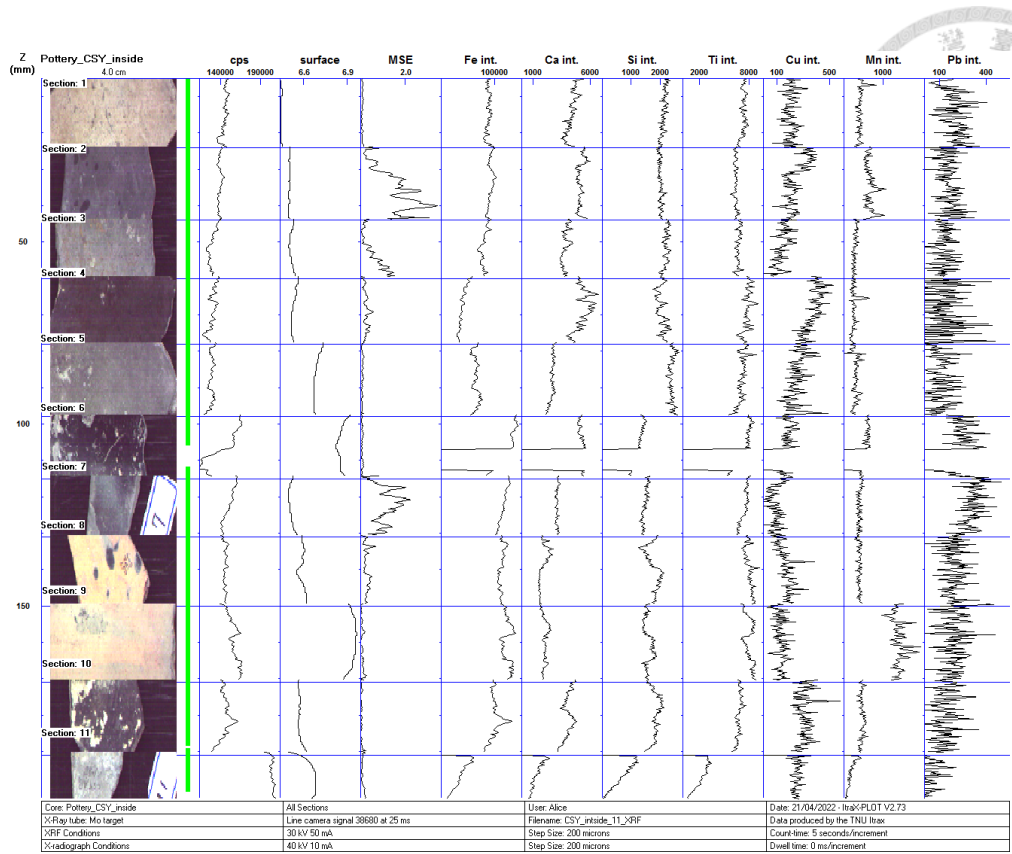 Z
(mm)
Pottery_CSY_inside
4.0 cm
cps
140000 190000
surface
6.6 6.9
MSE
2.0
Fe int.
100000
Ca int.
1000 6000
Si int.
1000 2000
Ti int.
2000 8000
Cu int.
100 500
Mn int.
1000
Pb int.
100 400
Section: 1
Section: 2
Section: 3
50
Section: 4
Section: 5
Section: 6
100
Section: 7
Section: 8
Section: 9
150
Section: 10
Section: 11
Core: Pottery_CSY_inside
All Sections
User: Alice
Date: 21/04/2022 - ItraX-PLOT V2.73
X-Ray tube: Mo target
Line camera signal 38680 at 25 ms
Filename: CSY_intside_11_XRF
Data produced by the TNU Itrax
XRF Conditions
30 kV 50 mA
Step Size: 200 microns
Count-time: 5 seconds/increment
X-radiograph Conditions
40 kV 10 mA
Step Size: 200 microns
Dwell time: 0 ms/increment